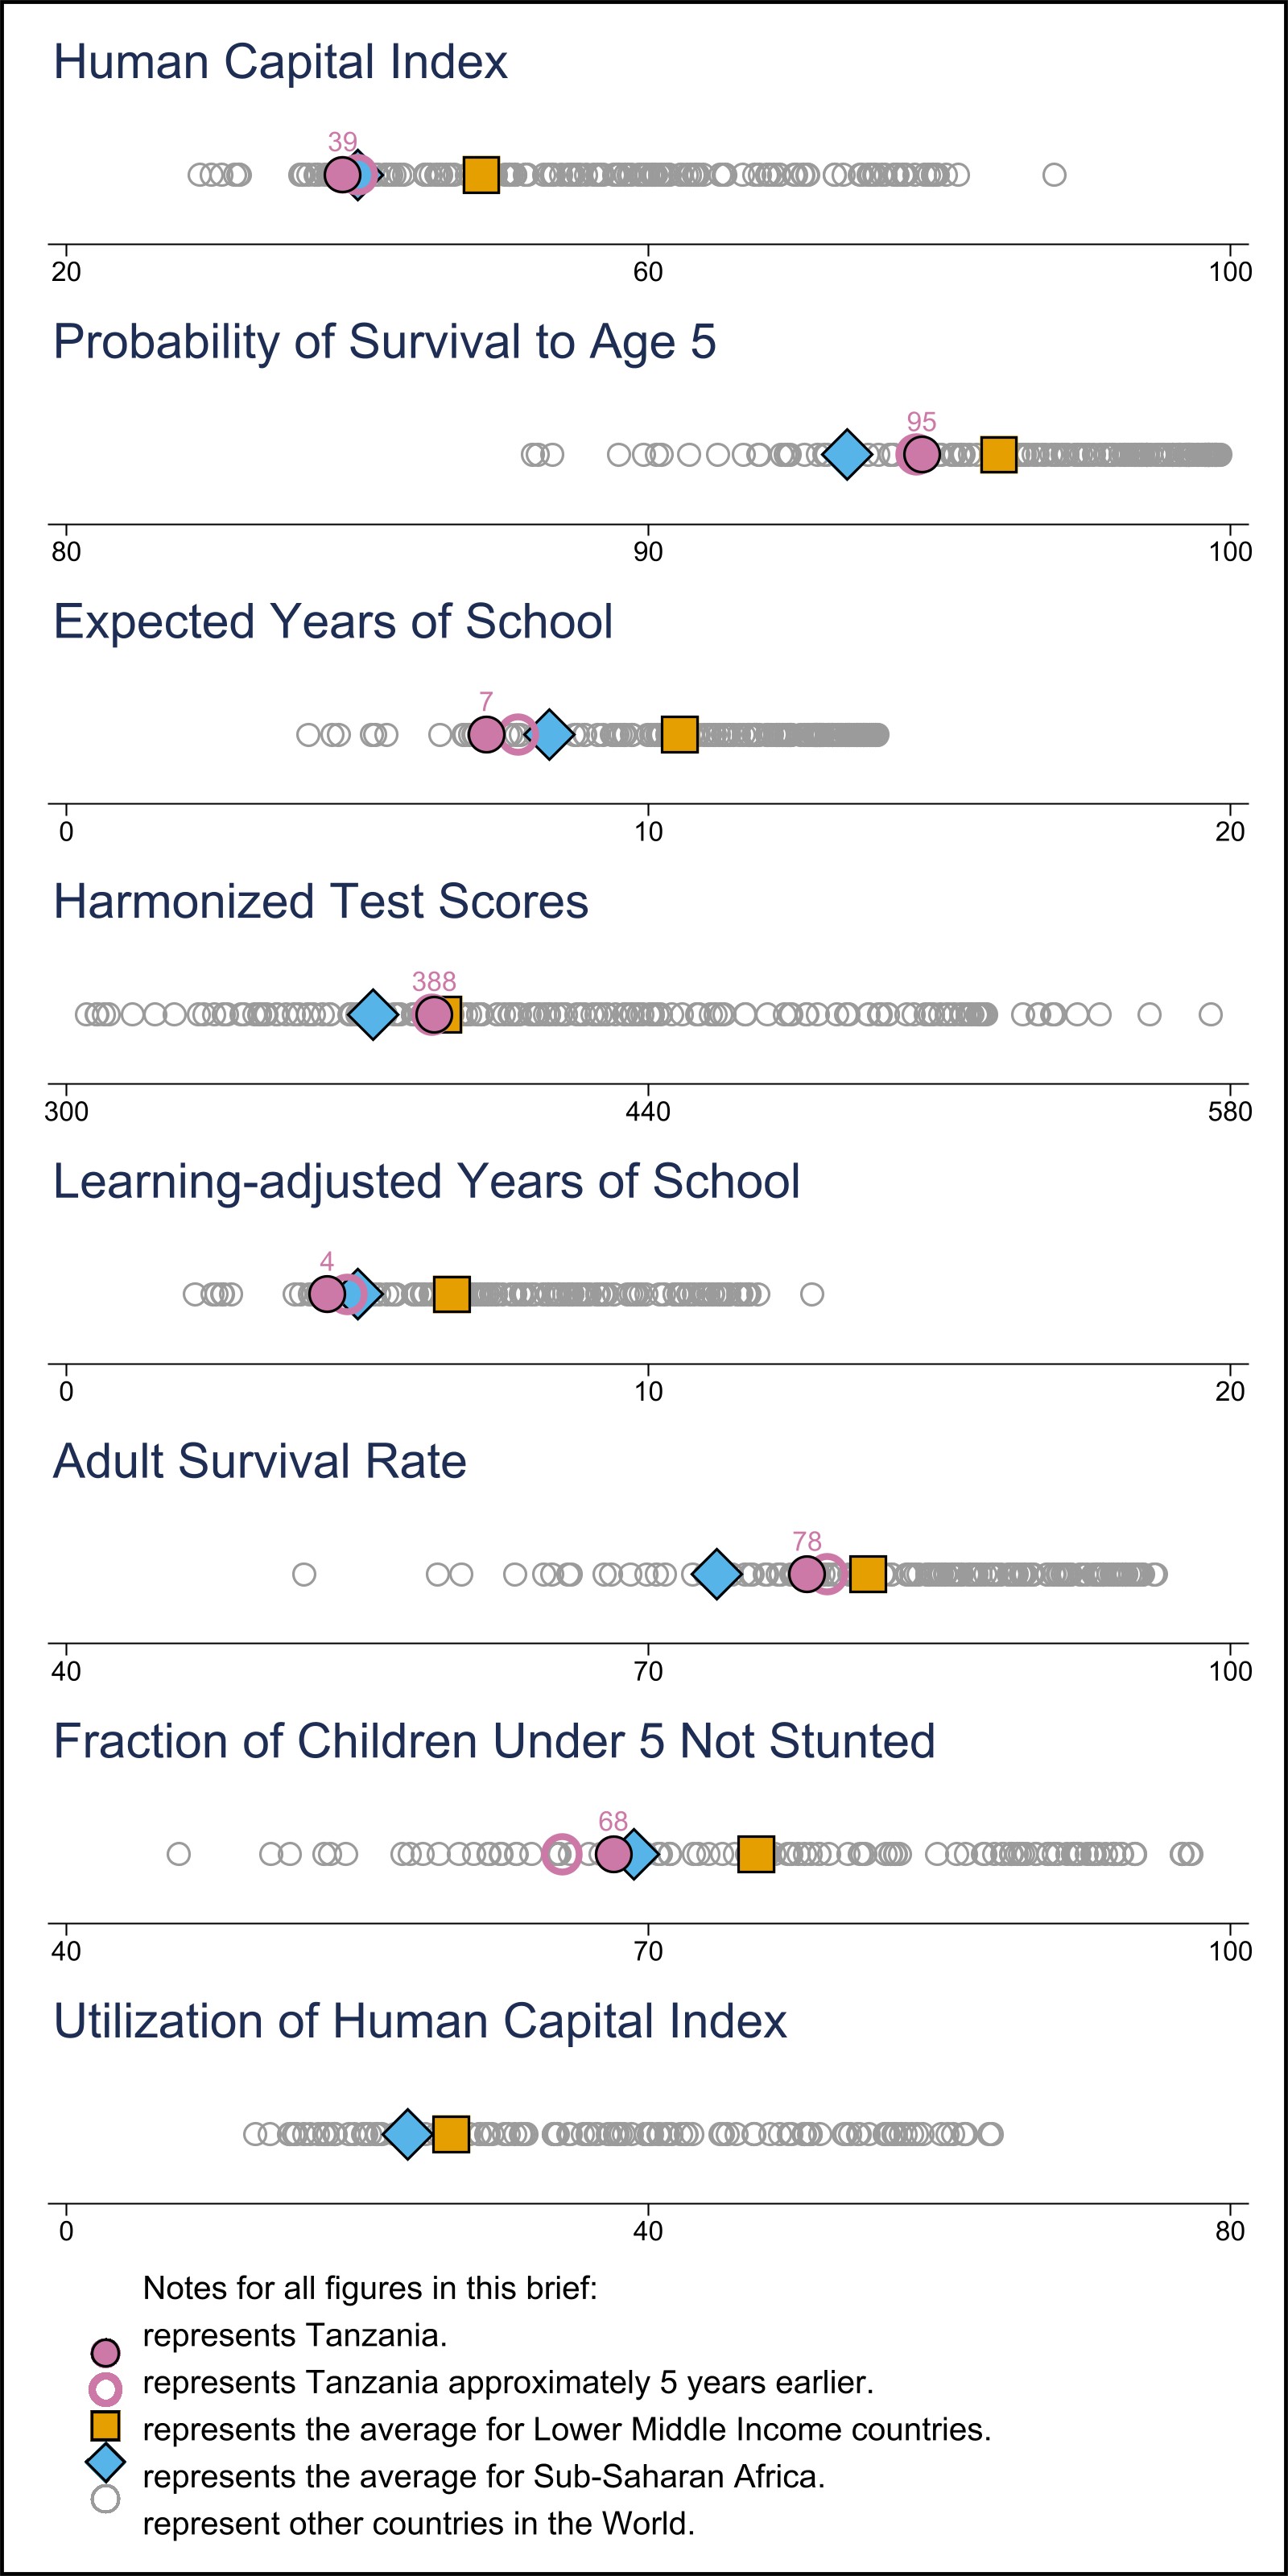 Human Capital Index
39
20 60 100
Probability of Survival to Age 5
95
80 90 100
Expected Years of School
7
0 10 20
Harmonized Test Scores
388
300 440 580
Learning-adjusted Years of School
4
0 10 20
Adult Survival Rate
78
40 70 100
Fraction of Children Under 5 Not Stunted
68
40 70 100
Utilization of Human Capital Index
0 40 80
Notes for all figures in this brief:
represents Tanzania.
represents Tanzania approximately 5 years earlier.
represents the average for Lower Middle Income countries.
represents the average for Sub-Saharan Africa.
represent other countries in the World.